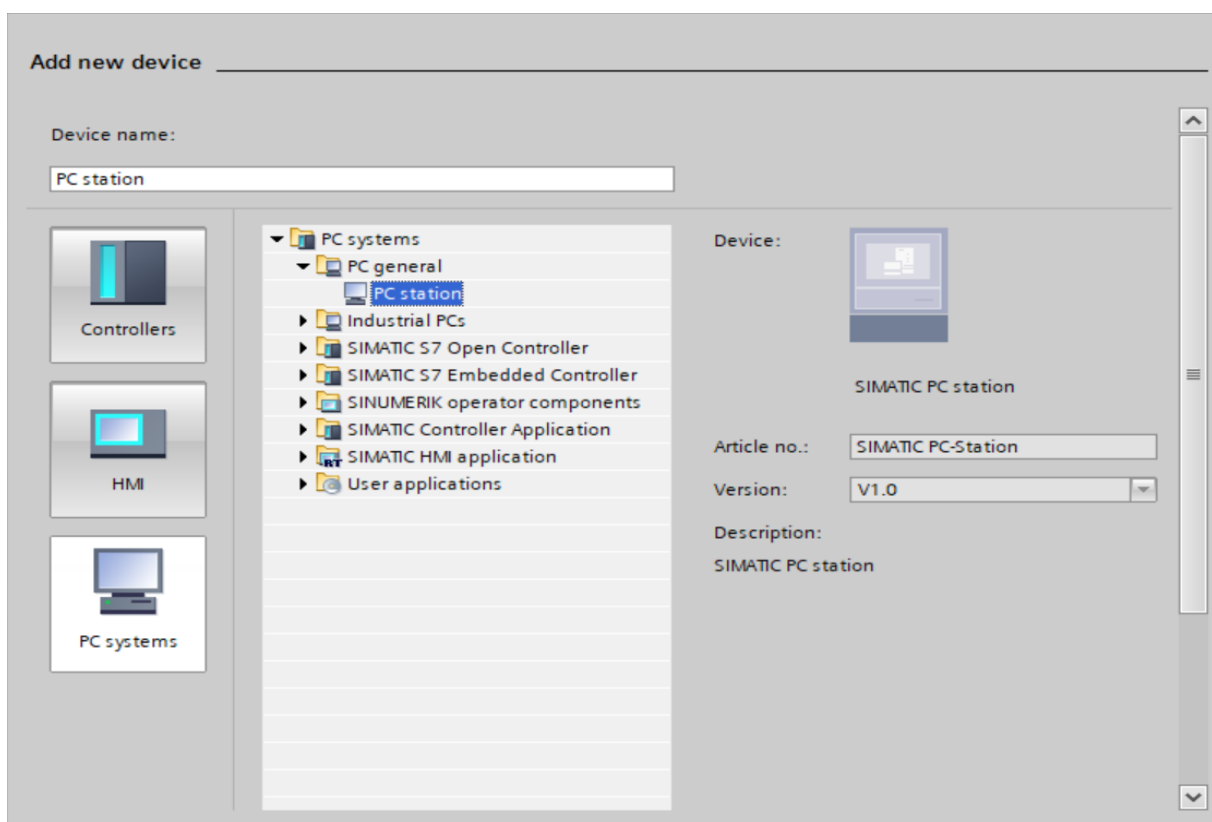 Add new device
Device name:
PC station
Controllers
HMI
PC systems
PC systems
PC general
PC station
Industrial PCs
SIMATIC S7 Open Controller
SIMATIC S7 Embedded Controller
SINUMERIK operator components
SIMATIC Controller Application
RT SIMATIC HMI application
User applications
Device:
SIMATIC PC station
Article no.: SIMATIC PC-Station
Version: V1.0
Description:
SIMATIC PC station